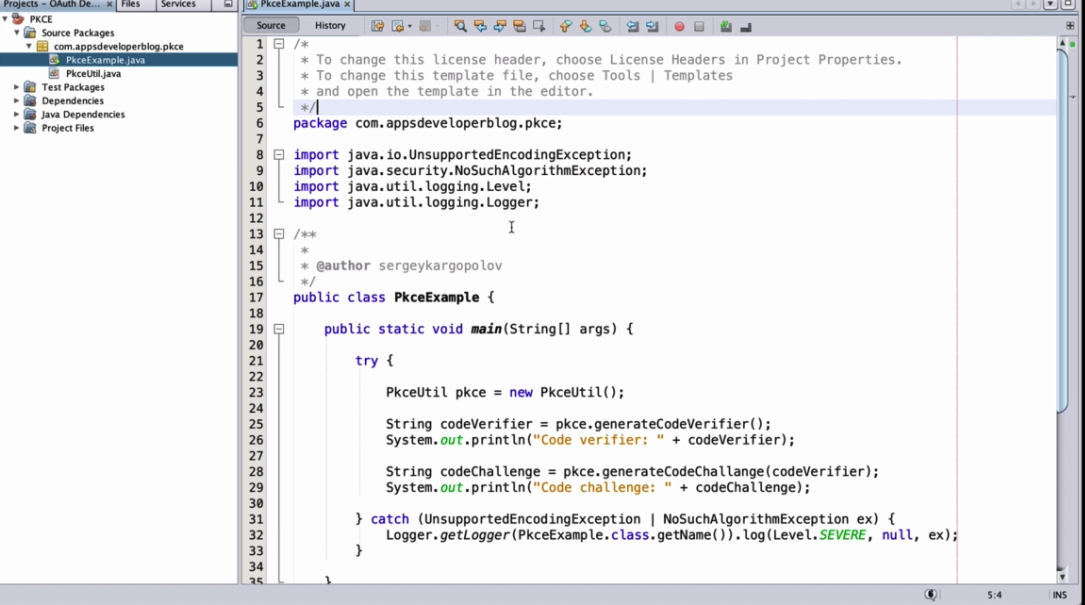 Projects – OAuth De...
Files
Services
PKCE
Source Packages
com.appsdeveloperblog.pkce
PkceExample.java
PkceUtil.java
Test Packages
Dependencies
Java Dependencies
Project Files
PkceExample.java
Source
History
1 /*
2 * To change this license header, choose License Headers in Project Properties.
3 * To change this template file, choose Tools | Templates
4 * and open the template in the editor.
5 */
6 package com.appsdeveloperblog.pkce;
7
8 import java.io.UnsupportedEncodingException;
9 import java.security.NoSuchAlgorithmException;
10 import java.util.logging.Level;
11 import java.util.logging.Logger;
12
13 /**
14 *
15 * @author sergeykargopolov
16 */
17 public class PkceExample {
18
19 public static void main(String[] args) {
20
21 try {
22
23 PkceUtil pkce = new PkceUtil();
24
25 String codeVerifier = pkce.generateCodeVerifier();
26 System.out.println("Code verifier: " + codeVerifier);
27
28 String codeChallenge = pkce.generateCodeChallange(codeVerifier);
29 System.out.println("Code challenge: " + codeChallenge);
30
31 } catch (UnsupportedEncodingException | NoSuchAlgorithmException ex) {
32 Logger.getLogger(PkceExample.class.getName()).log(Level.SEVERE, null, ex);
33 }
34
35 }
5:4
INS